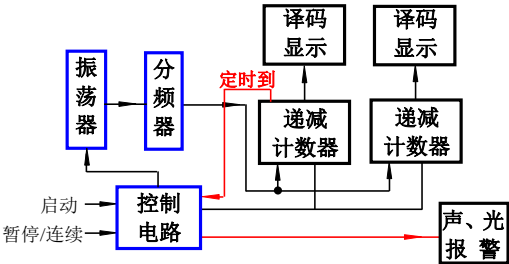 译码
显示
译码
显示
振荡器
分频器
定时到
递减
计数器
递减
计数器
启动
暂停/连续
控制
电路
声、光
报 警